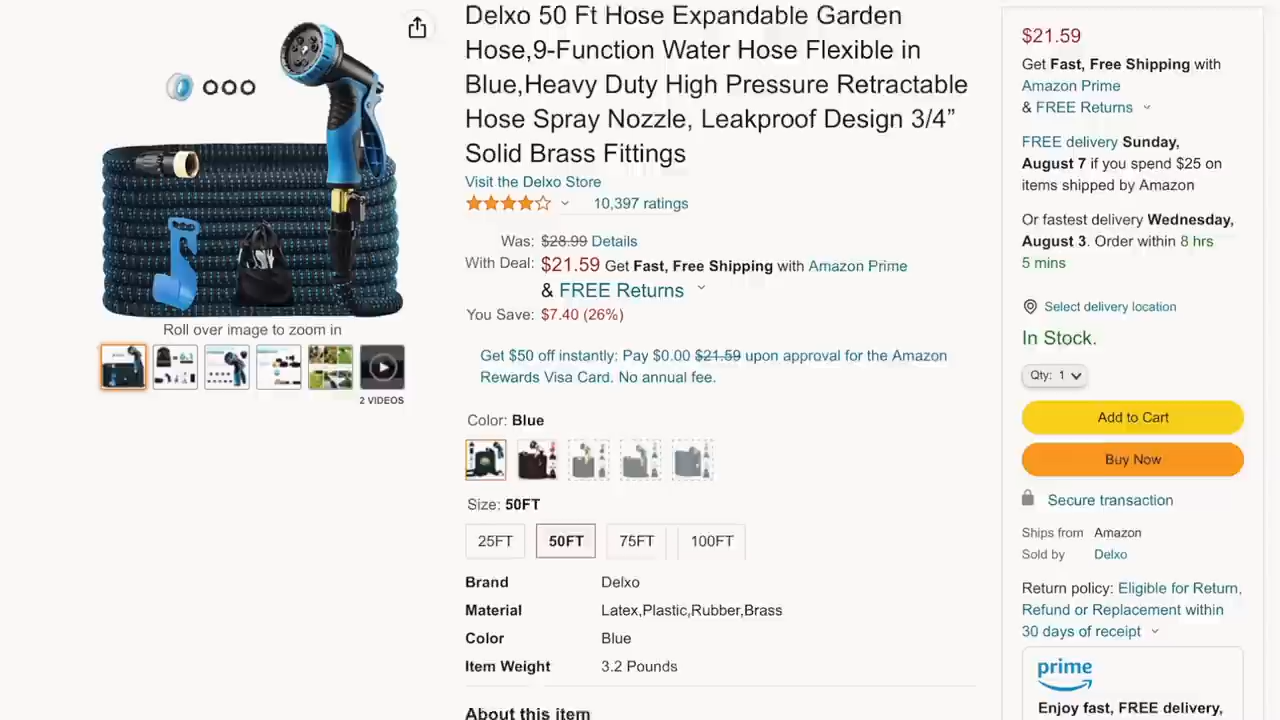 Delxo 50 Ft Hose Expandable Garden
Hose,9-Function Water Hose Flexible in
Blue,Heavy Duty High Pressure Retractable
Hose Spray Nozzle, Leakproof Design 3/4”
Solid Brass Fittings
Visit the Delxo Store
10,397 ratings
Was: $28.99 Details
With Deal: $21.59 Get Fast, Free Shipping with Amazon Prime
& FREE Returns
You Save: $7.40 (26%)
Get $50 off instantly: Pay $0.00 $21.59 upon approval for the Amazon
Rewards Visa Card. No annual fee.
Roll over image to zoom in
2 VIDEOS
Color: Blue
Size: 50FT
25FT 50FT 75FT 100FT
Brand Delxo
Material Latex,Plastic,Rubber,Brass
Color Blue
Item Weight 3.2 Pounds
About this item
$21.59
Get Fast, Free Shipping with
Amazon Prime
& FREE Returns
FREE delivery Sunday,
August 7 if you spend $25 on
items shipped by Amazon
Or fastest delivery Wednesday,
August 3. Order within 8 hrs
5 mins
Select delivery location
In Stock.
Qty: 1
Add to Cart
Buy Now
Secure transaction
Ships from Amazon
Sold by Delxo
Return policy: Eligible for Return,
Refund or Replacement within
30 days of receipt
prime
Enjoy fast, FREE delivery,